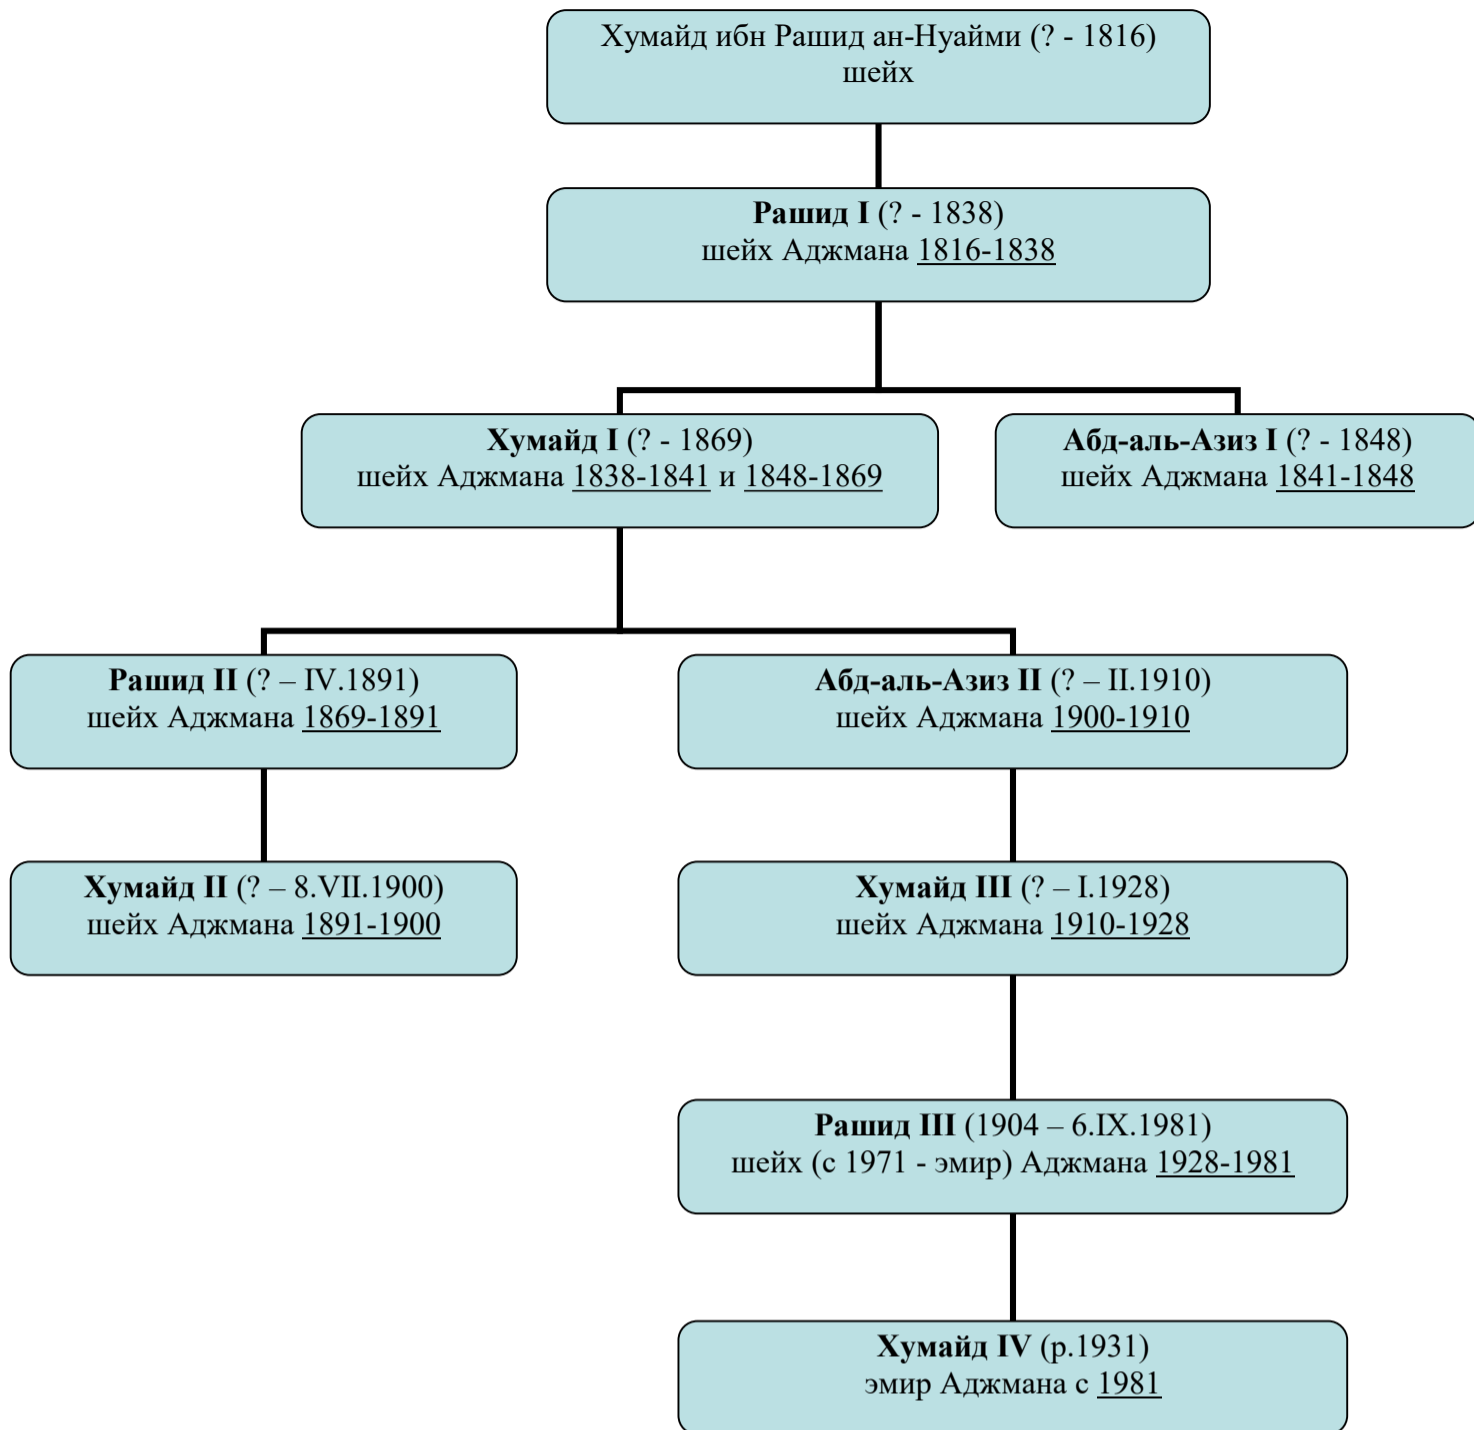 Хумайд ибн Рашид ан-Нуайми (? - 1816)
шейх
Рашид I (? - 1838)
шейх Аджмана 1816-1838
Хумайд I (? - 1869)
шейх Аджмана 1838-1841 и 1848-1869
Абд-аль-Азиз I (? - 1848)
шейх Аджмана 1841-1848
Рашид II (? – IV.1891)
шейх Аджмана 1869-1891
Абд-аль-Азиз II (? – II.1910)
шейх Аджмана 1900-1910
Хумайд II (? – 8.VII.1900)
шейх Аджмана 1891-1900
Хумайд III (? – I.1928)
шейх Аджмана 1910-1928
Рашид III (1904 – 6.IX.1981)
шейх (с 1971 - эмир) Аджмана 1928-1981
Хумайд IV (р.1931)
эмир Аджмана с 1981